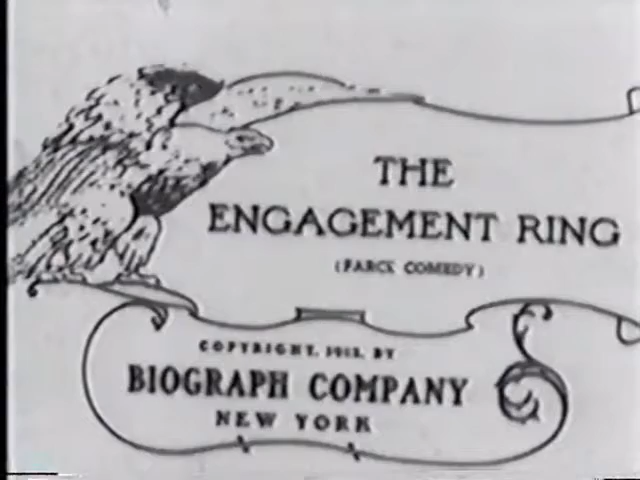 THE
ENGAGEMENT RING
(FARCE COMEDY)
COPYRIGHT, 1912, BY
BIOGRAPH COMPANY
NEW YORK